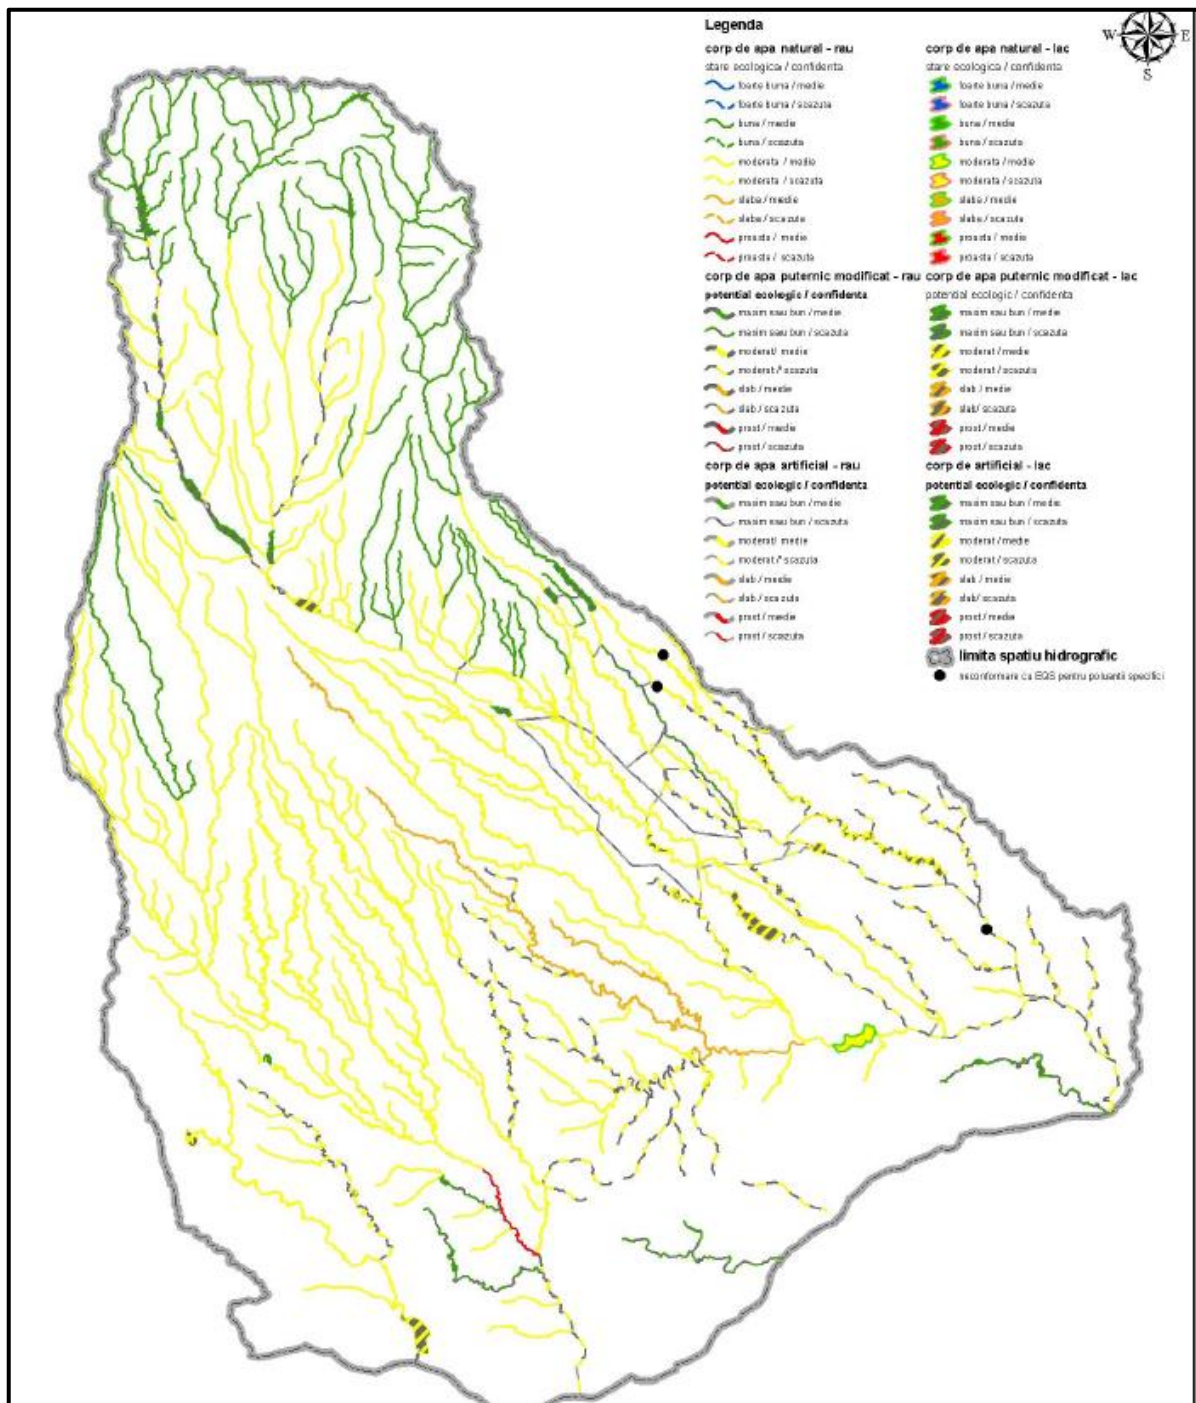 Legenda
corp de apa natural - rau
stare ecologica / confidenta
foarte buna / medie
foarte buna / scazuta
buna / medie
buna / scazuta
moderata / medie
moderata / scazuta
slaba / medie
slaba / scazuta
proasta / medie
proasta / scazuta
corp de apa puternic modificat - rau
potential ecologic / confidenta
maxim sau bun / medie
maxim sau bun / scazuta
moderat/ medie
moderat/* scazuta
slab / medie
slab / scazuta
prost / medie
prost / scazuta
corp de apa artificial - rau
potential ecologic / confidenta
maxim sau bun / medie
maxim sau bun / scazuta
moderat/ medie
moderat/* scazuta
slab / medie
slab / scazuta
prost / medie
prost / scazuta
corp de apa natural - lac
stare ecologica / confidenta
foarte buna / medie
foarte buna / scazuta
buna / medie
buna / scazuta
moderata / medie
moderata / scazuta
slaba / medie
slaba / scazuta
proasta / medie
proasta / scazuta
corp de apa puternic modificat - lac
potential ecologic / confidenta
maxim sau bun / medie
maxim sau bun / scazuta
moderat / medie
moderat / scazuta
slab / medie
slab/ scazuta
prost / medie
prost / scazuta
corp de artificial - lac
potential ecologic / confidenta
maxim sau bun / medie
maxim sau bun / scazuta
moderat / medie
moderat / scazuta
slab / medie
slab/ scazuta
prost / medie
prost / scazuta
limita spatiu hidrografic
neconformare cu EQS pentru poluantii specifici
W E
S